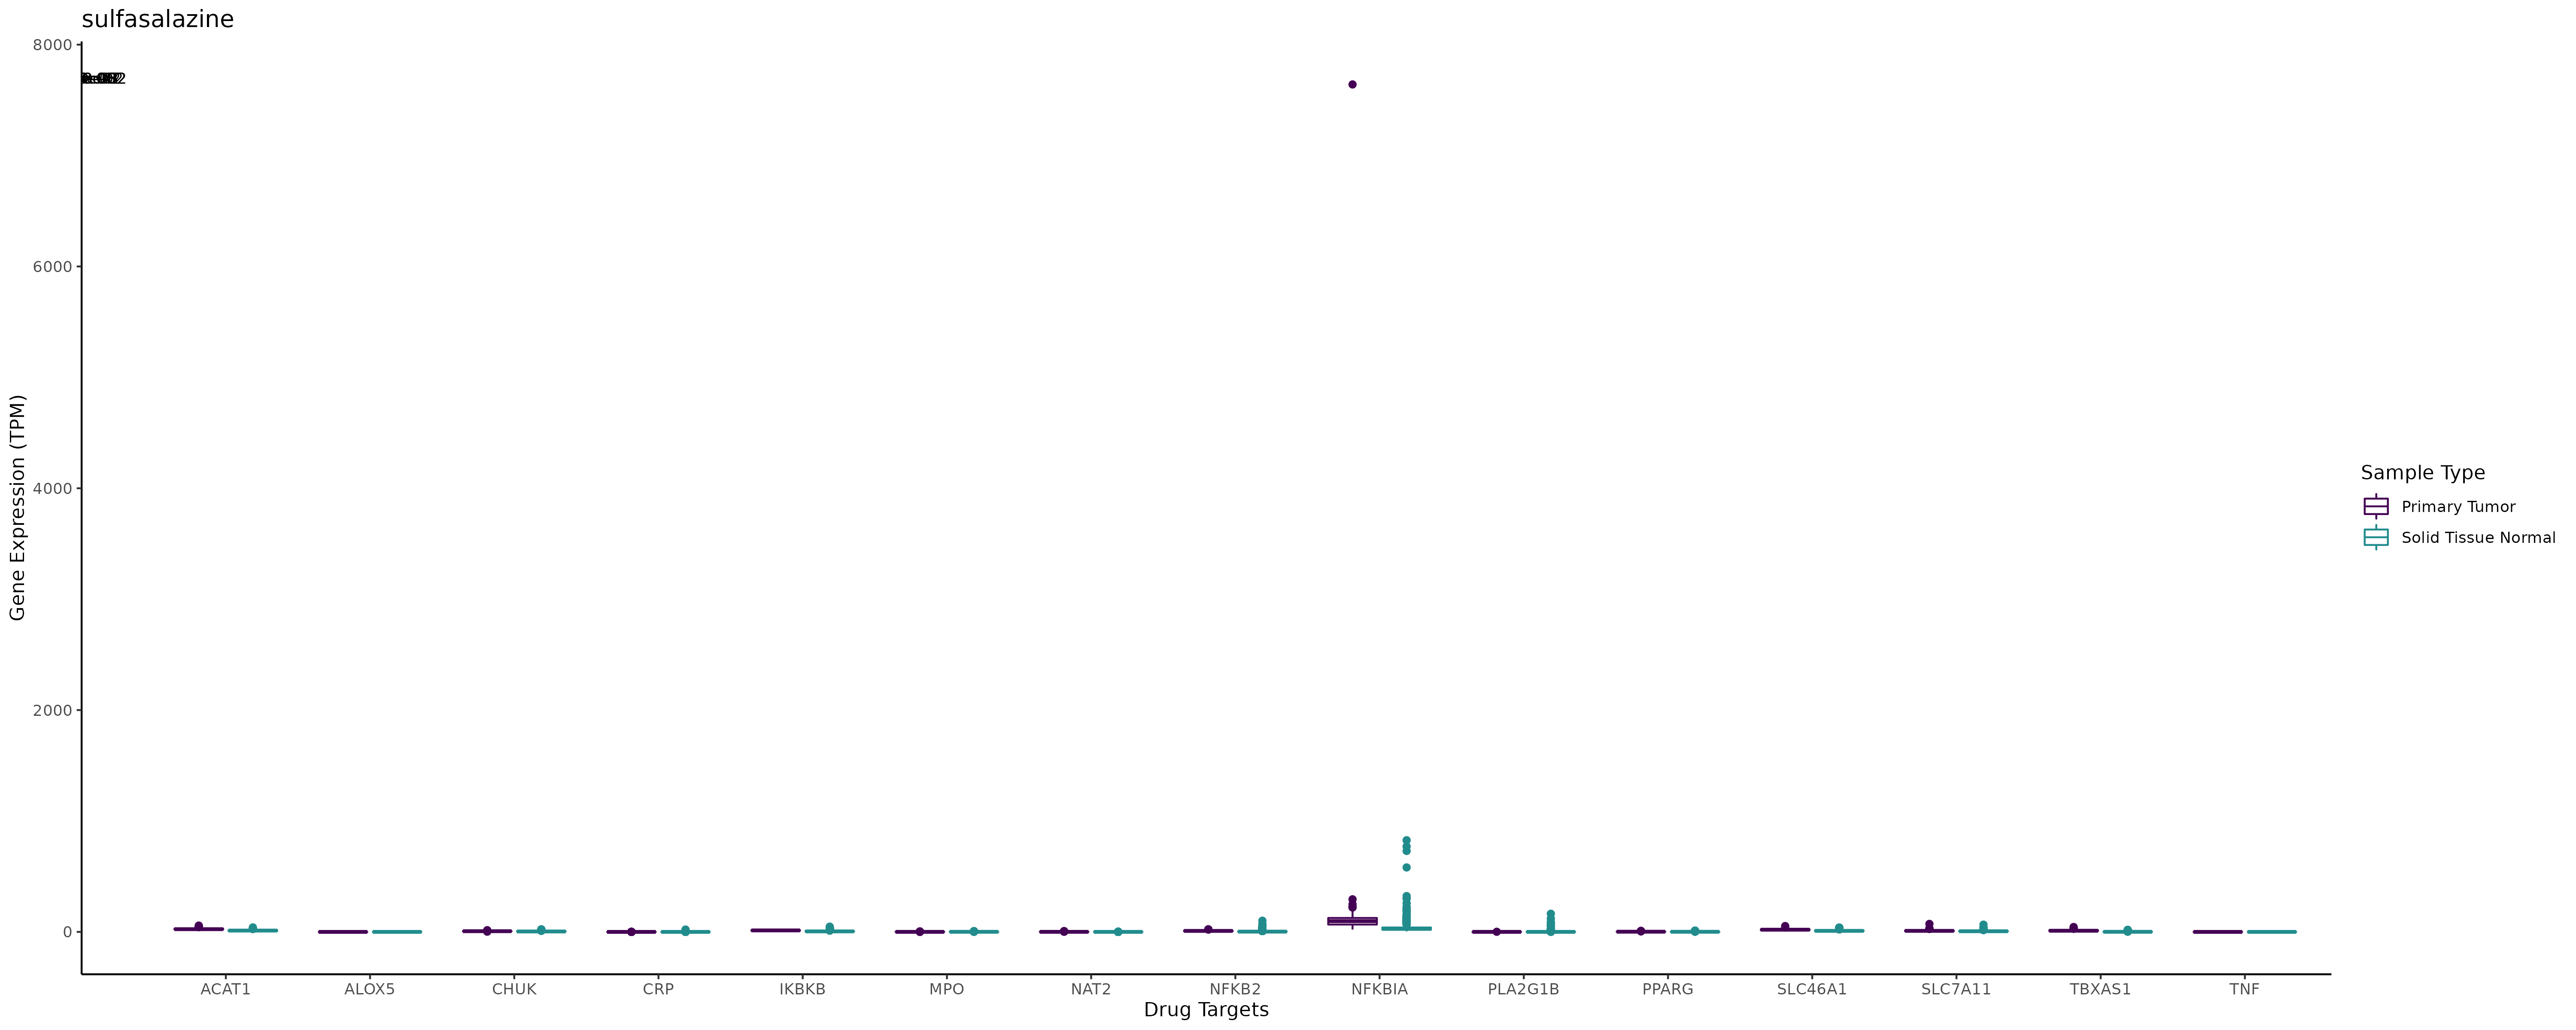 sulfasalazine
8000
6000
4000
2000
0
Gene Expression (TPM)
ACAT1 ALOX5 CHUK CRP IKBKB MPO NAT2 NFKB2 NFKBIA PLA2G1B PPARG SLC46A1 SLC7A11 TBXAS1 TNF
Drug Targets
Sample Type
Primary Tumor
Solid Tissue Normal